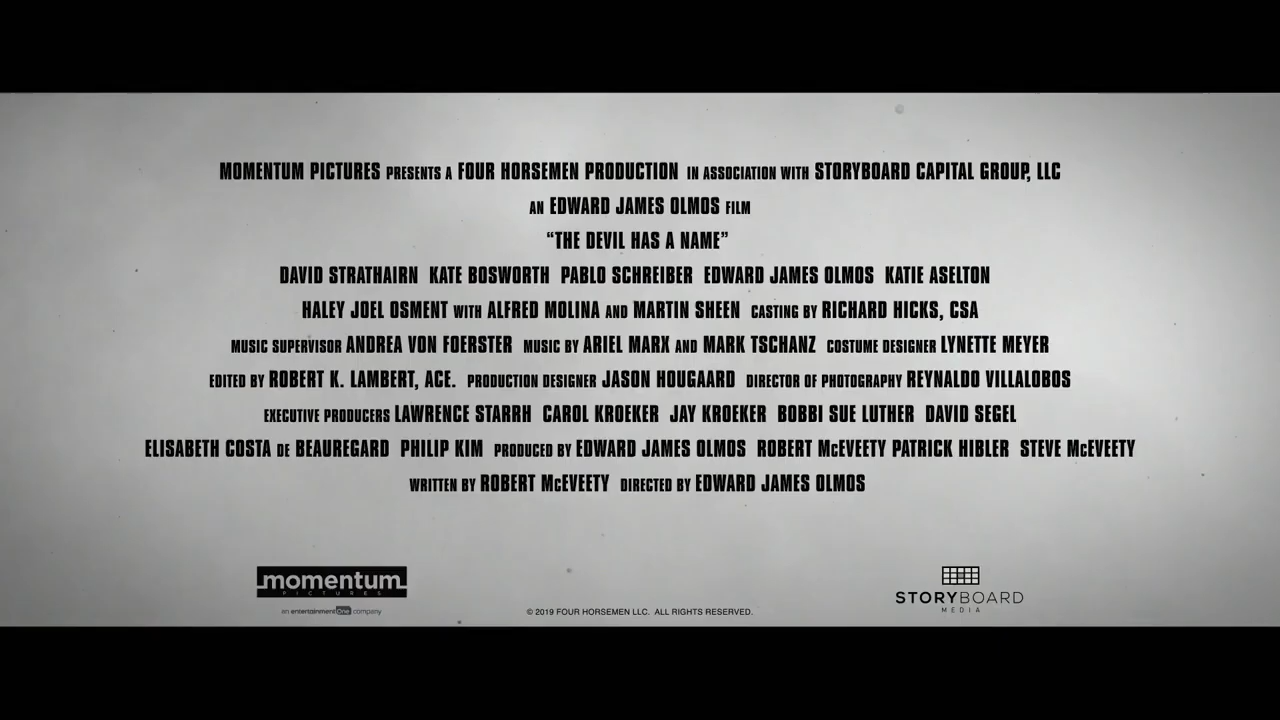 MOMENTUM PICTURES PRESENTS A FOUR HORSEMEN PRODUCTION IN ASSOCIATION WITH STORYBOARD CAPITAL GROUP, LLC
AN EDWARD JAMES OLMOS FILM
“THE DEVIL HAS A NAME”
DAVID STRATHAIRN KATE BOSWORTH PABLO SCHREIBER EDWARD JAMES OLMOS KATIE ASELTON
HALEY JOEL OSMENT WITH ALFRED MOLINA AND MARTIN SHEEN CASTING BY RICHARD HICKS, CSA
MUSIC SUPERVISOR ANDREA VON FOERSTER MUSIC BY ARIEL MARX AND MARK TSCHANZ COSTUME DESIGNER LYNETTE MEYER
EDITED BY ROBERT K. LAMBERT, ACE. PRODUCTION DESIGNER JASON HOUGAARD DIRECTOR OF PHOTOGRAPHY REYNALDO VILLALOBOS
EXECUTIVE PRODUCERS LAWRENCE STARRH CAROL KROEKER JAY KROEKER BOBBI SUE LUTHER DAVID SEGEL
ELISABETH COSTA DE BEAUREGARD PHILIP KIM PRODUCED BY EDWARD JAMES OLMOS ROBERT McEVEETY PATRICK HIBLER STEVE McEVEETY
WRITTEN BY ROBERT McEVEETY DIRECTED BY EDWARD JAMES OLMOS
momentum
PICTURES
an entertainmentOne company
© 2019 FOUR HORSEMEN LLC. ALL RIGHTS RESERVED.
STORYBOARD
MEDIA